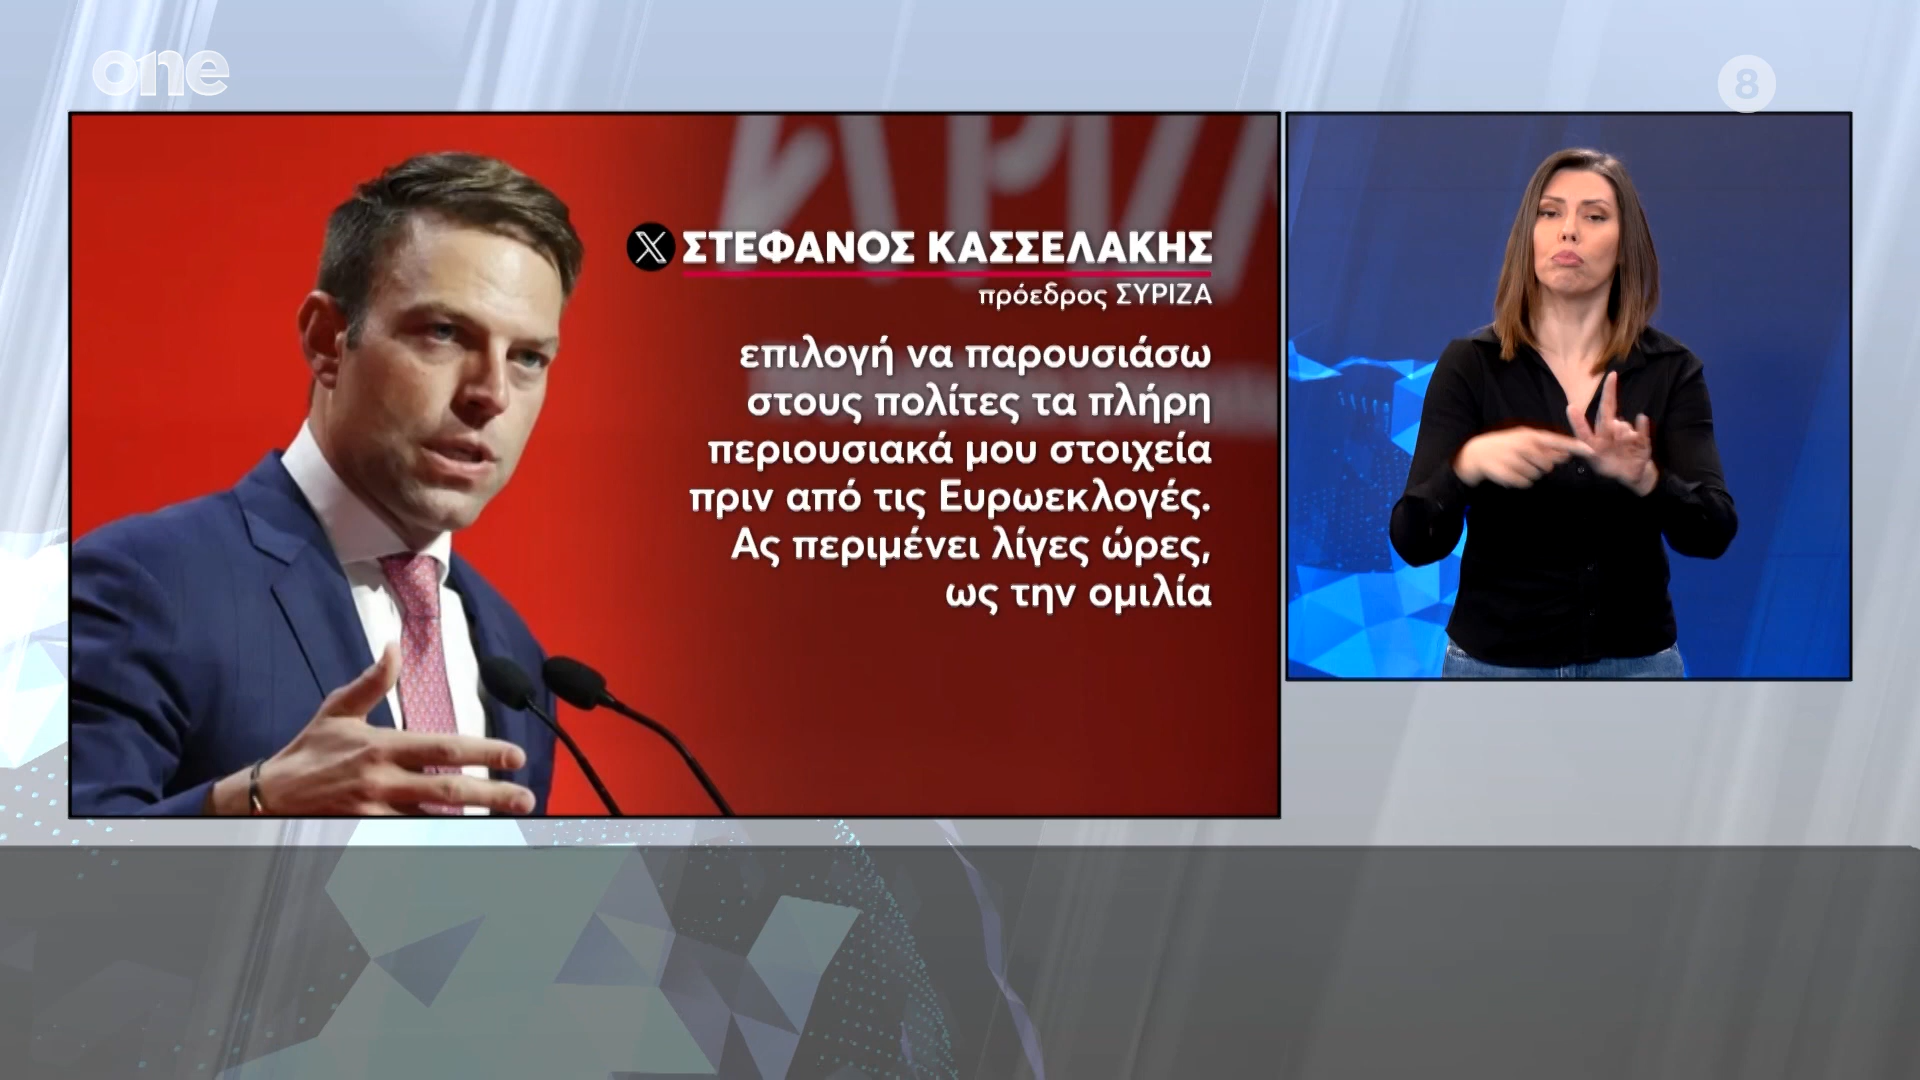 one
8
ΣΤΕΦΑΝΟΣ ΚΑΣΣΕΛΑΚΗΣ
πρόεδρος ΣΥΡΙΖΑ
επιλογή να παρουσιάσω
στους πολίτες τα πλήρη
περιουσιακά μου στοιχεία
πριν από τις Ευρωεκλογές.
Ας περιμένει λίγες ώρες,
ως την ομιλία